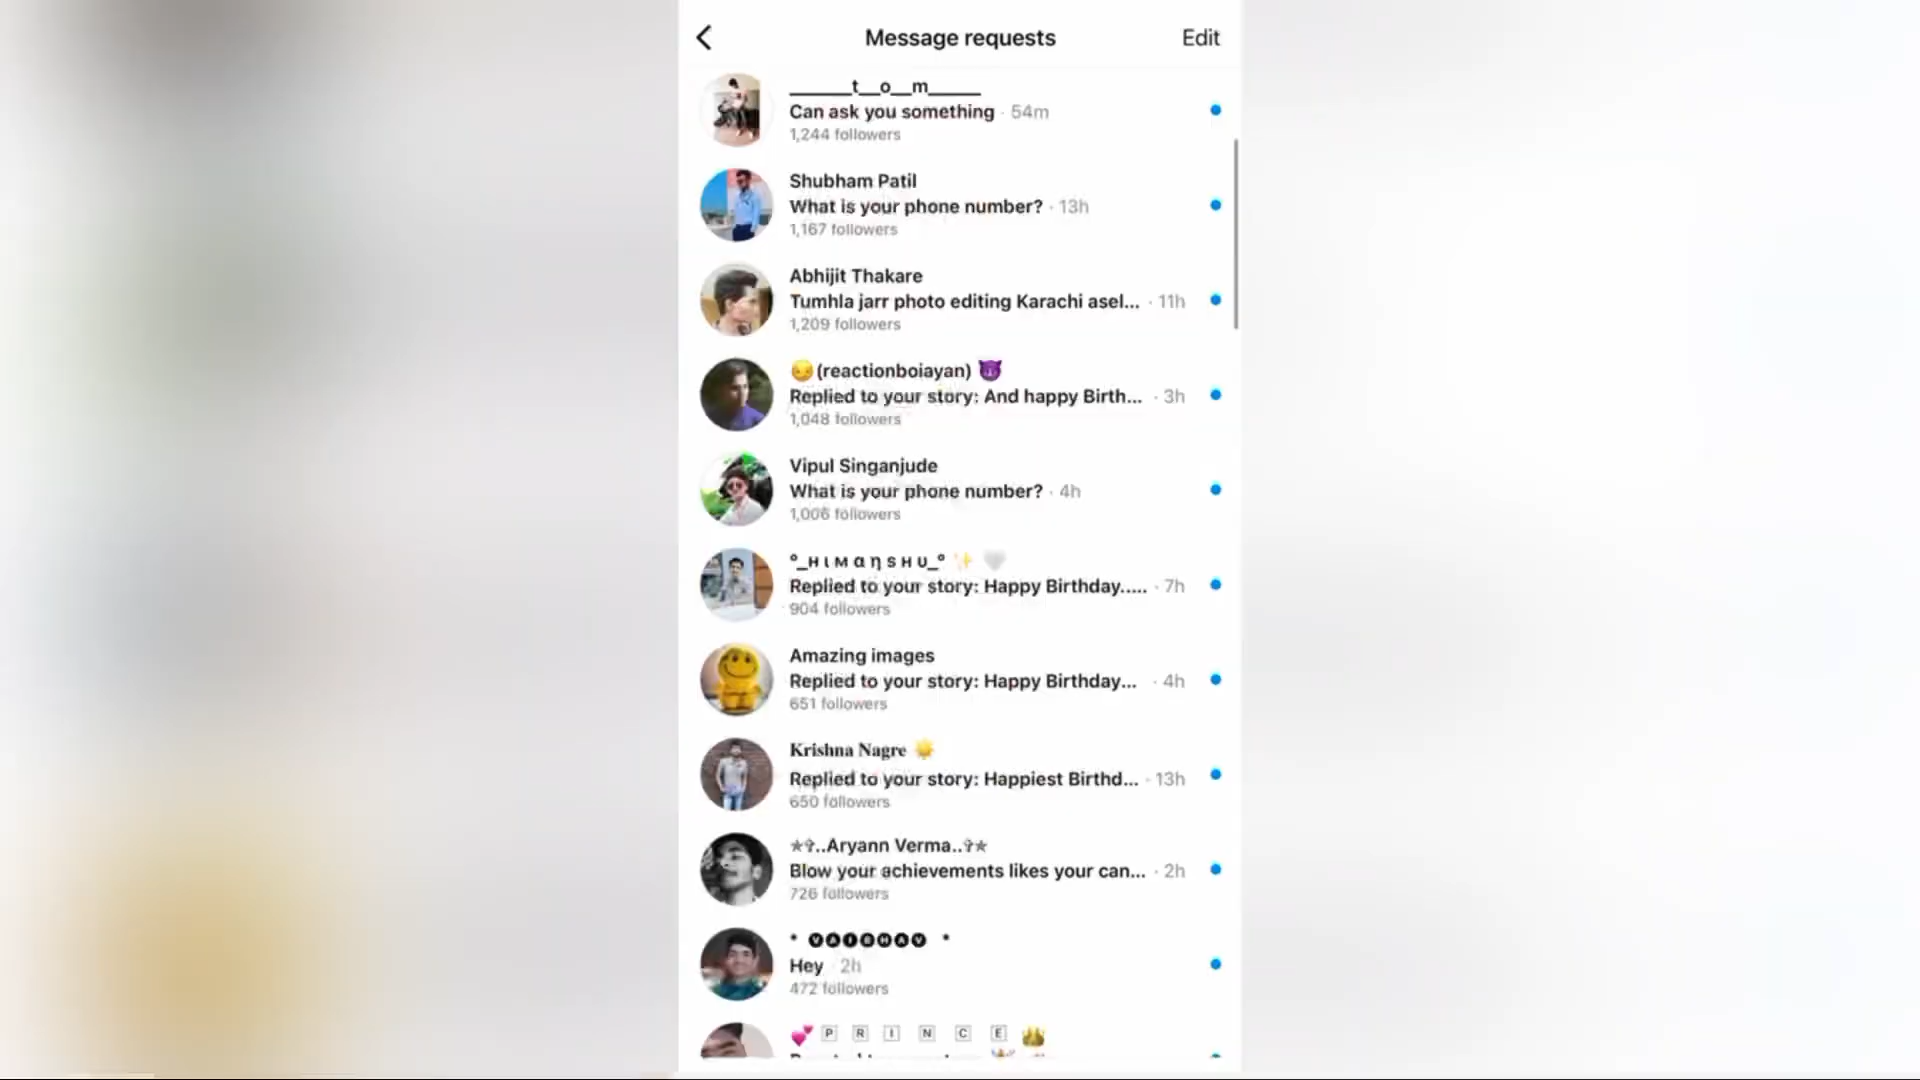 Message requests
Edit
______t__o__m_____
Can ask you something · 54m
1,244 followers
Shubham Patil
What is your phone number? · 13h
1,167 followers
Abhijit Thakare
Tumhla jarr photo editing Karachi asel... · 11h
1,209 followers
😏(reactionboiayan) 😈
Replied to your story: And happy Birth... · 3h
1,048 followers
Vipul Singanjude
What is your phone number? · 4h
1,006 followers
°_ʜɩᴍαηsʜᴜ_° ✨ 🤍
Replied to your story: Happy Birthday..... · 7h
904 followers
Amazing images
Replied to your story: Happy Birthday... · 4h
651 followers
Krishna Nagre ☀️
Replied to your story: Happiest Birthd... · 13h
650 followers
✯✞..Aryann Verma..✞✯
Blow your achievements likes your can... · 2h
726 followers
* 🅥🅐🅘🅑🅗🅐🅥 *
Hey · 2h
472 followers
💕 🄿 🅁 🄸 🄽 🄲 🄴 👑